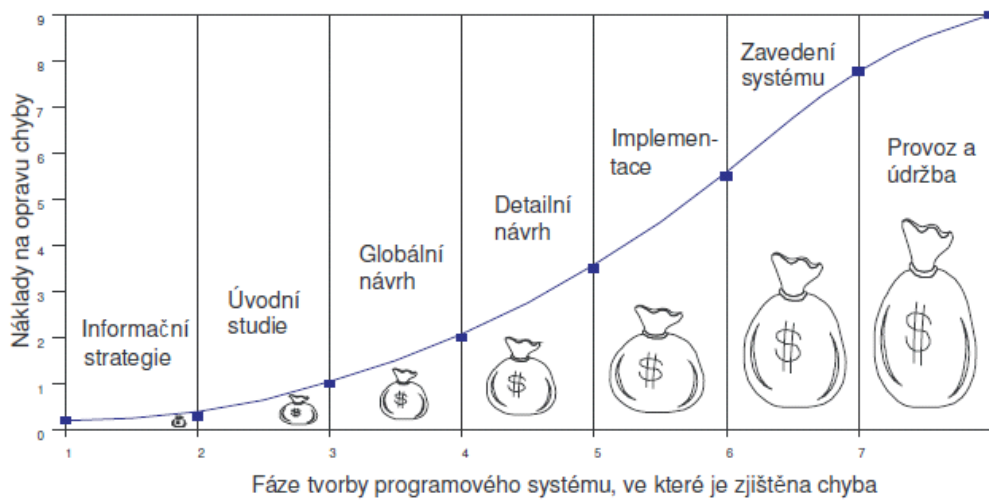 Náklady na opravu chyby
9
8
7
6
5
4
3
2
1
0
Informační
strategie
Úvodní
studie
Globální
návrh
Detailní
návrh
Implemen-
tace
Zavedení
systému
Provoz a
údržba
$
$
$
$
$
$
$
1
2
3
4
5
6
7
Fáze tvorby programového systému, ve které je zjištěna chyba